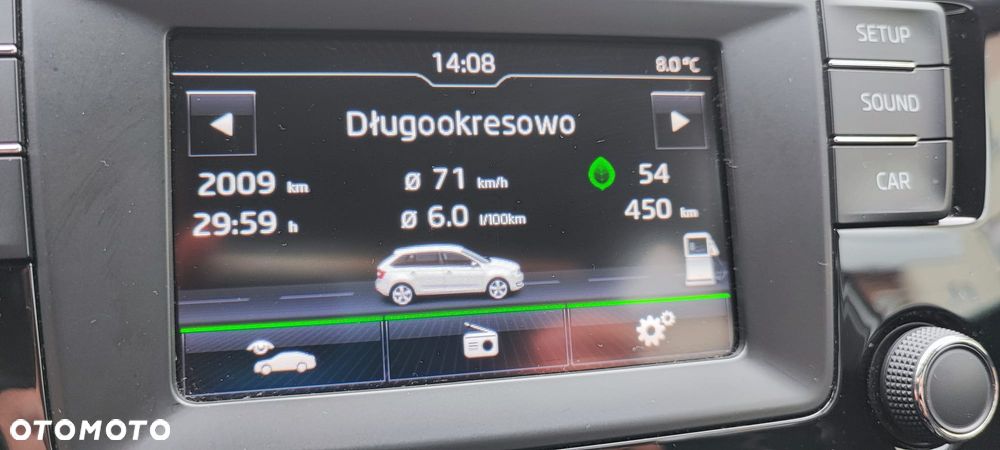 14:08 8.0°C
Długookresowo
2009 km ø 71 km/h 54
29:59 h ø 6.0 l/100km 450 km
SETUP
SOUND
CAR
OTOMOTO